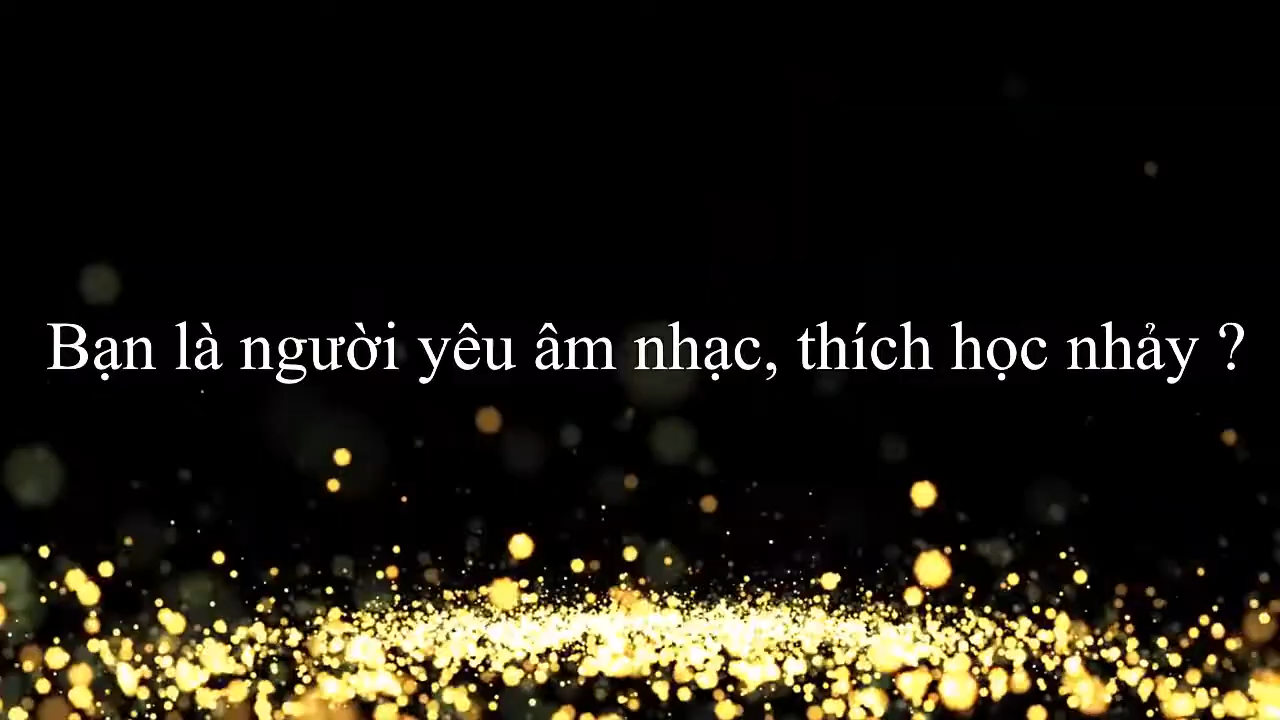 Bạn là người yêu âm nhạc, thích học nhảy ?